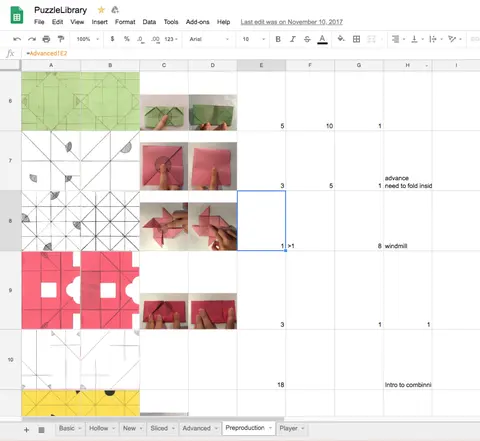 PuzzleLibrary
File Edit View Insert Format Data Tools Add-ons Help Last edit was on November 10, 2017
100% $ % .0 .00 123 Arial 10 B I S A
fx =Advanced!E2
A B C D E F G H I
6 5 10 1
7 3 5 1 advance
need to fold insid
8 1 >1 8 windmill
9 3 1 1
10 18 Intro to combinni
+ Basic Hollow New Sliced Advanced Preproduction Player